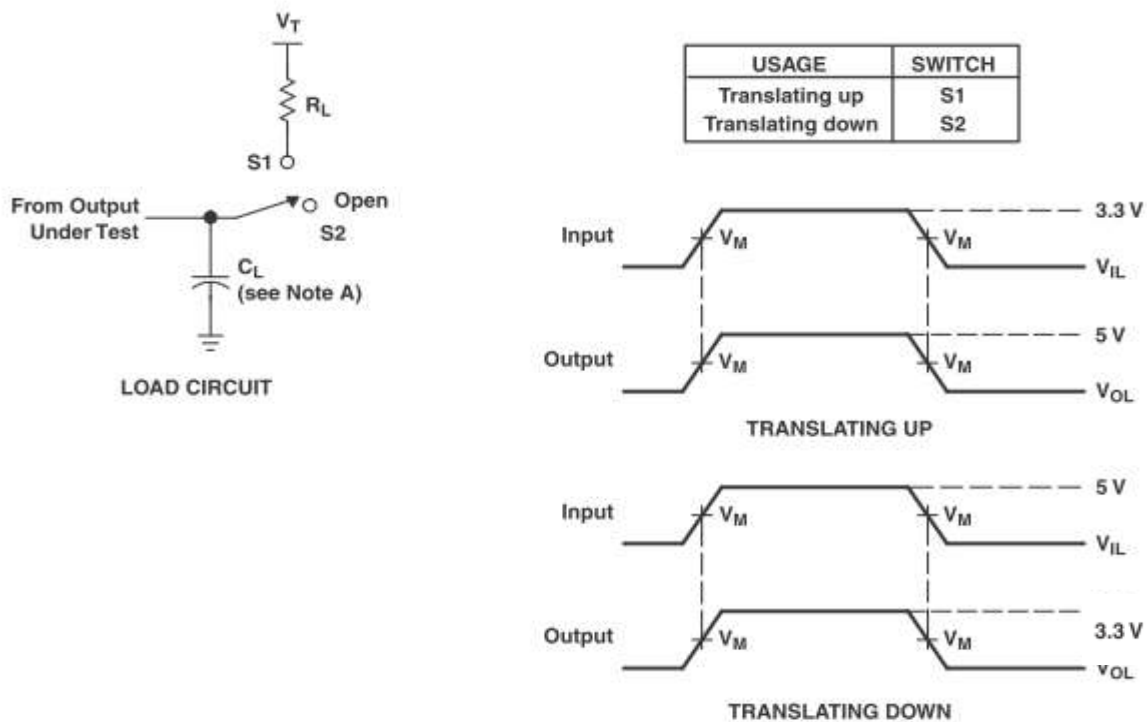 VT
RL
S1
From Output
Under Test
Open
S2
CL
(see Note A)
LOAD CIRCUIT
USAGE SWITCH
Translating up S1
Translating down S2
Input VM VM 3.3 V
VIL
Output VM VM 5 V
VOL
TRANSLATING UP
Input VM VM 5 V
VIL
Output VM VM 3.3 V
VOL
TRANSLATING DOWN